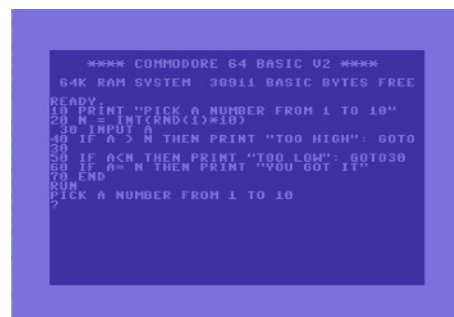 **** COMMODORE 64 BASIC V2 ****
64K RAM SYSTEM 38911 BASIC BYTES FREE
READY.
10 PRINT "PICK A NUMBER FROM 1 TO 10"
20 N = INT(RND(1)*10)
30 INPUT A
40 IF A > N THEN PRINT "TOO HIGH": GOTO
30
50 IF A<N THEN PRINT "TOO LOW": GOTO30
60 IF A= N THEN PRINT "YOU GOT IT"
70 END
RUN
PICK A NUMBER FROM 1 TO 10
?